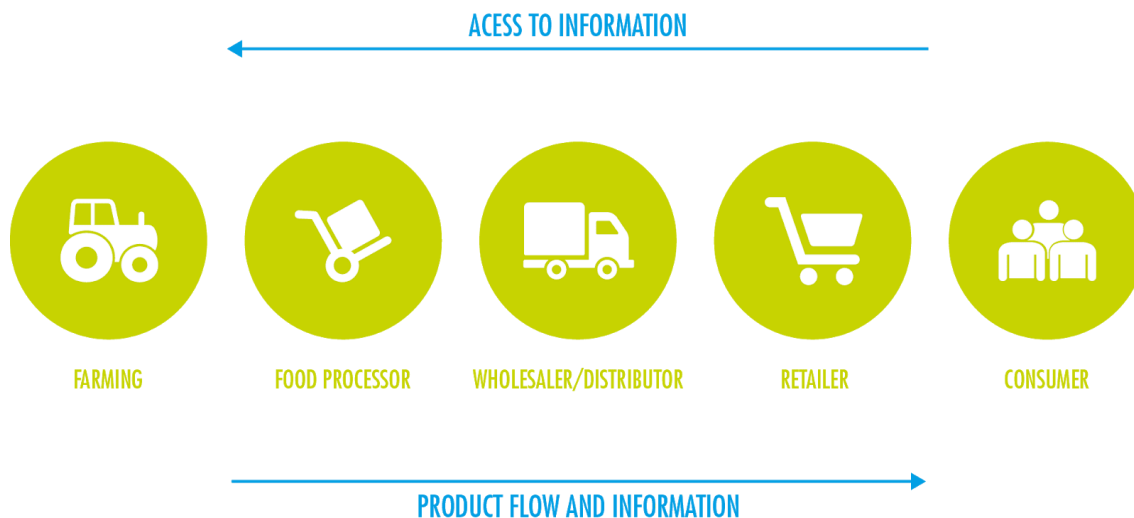 ACESS TO INFORMATION
FARMING
FOOD PROCESSOR
WHOLESALER/DISTRIBUTOR
RETAILER
CONSUMER
PRODUCT FLOW AND INFORMATION